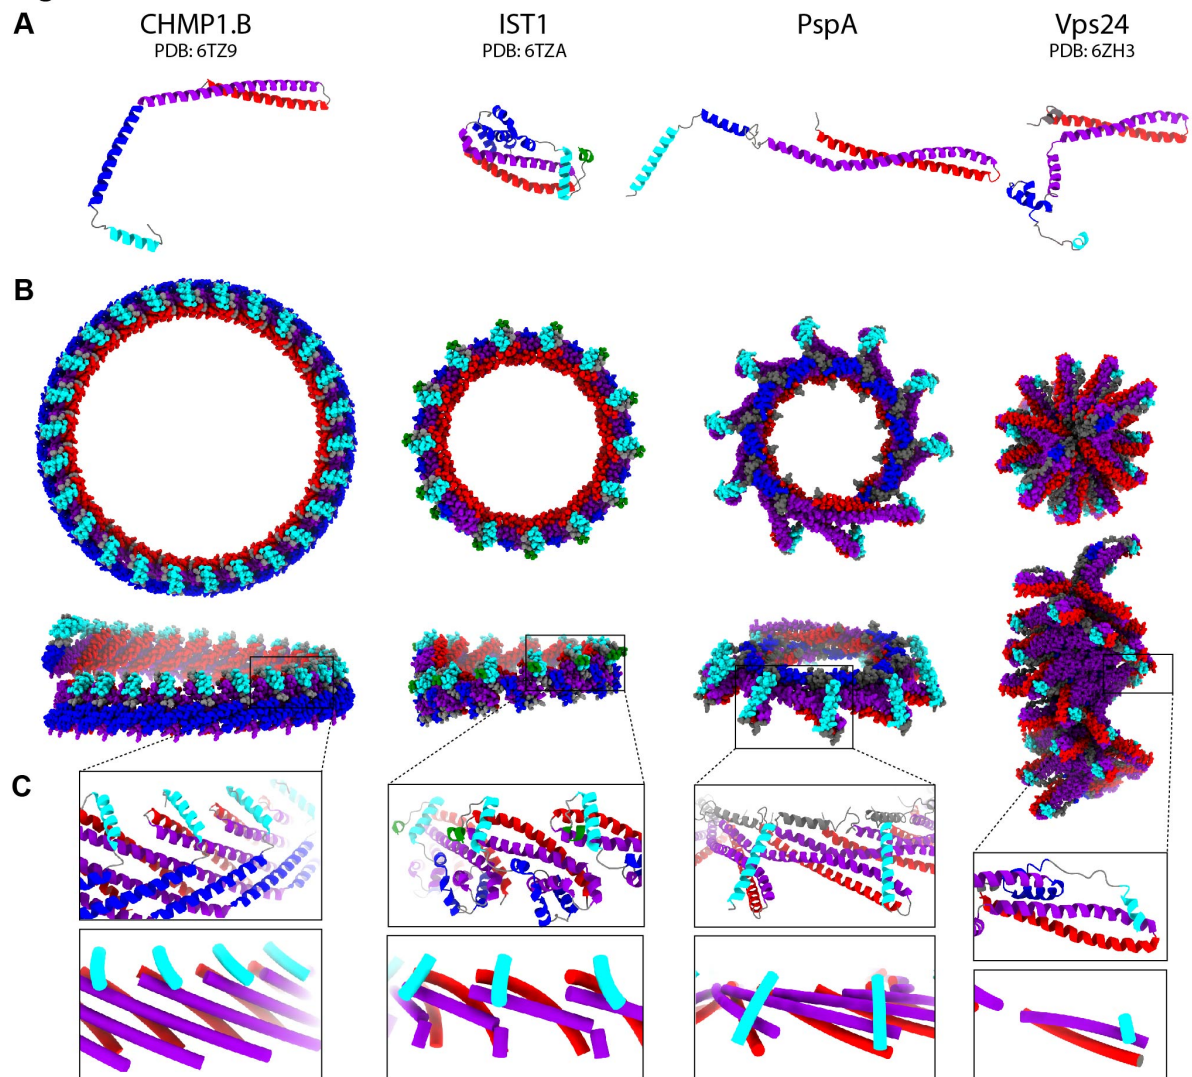 A
CHMP1.B
PDB: 6TZ9
IST1
PDB: 6TZA
PspA
Vps24
PDB: 6ZH3
B
C